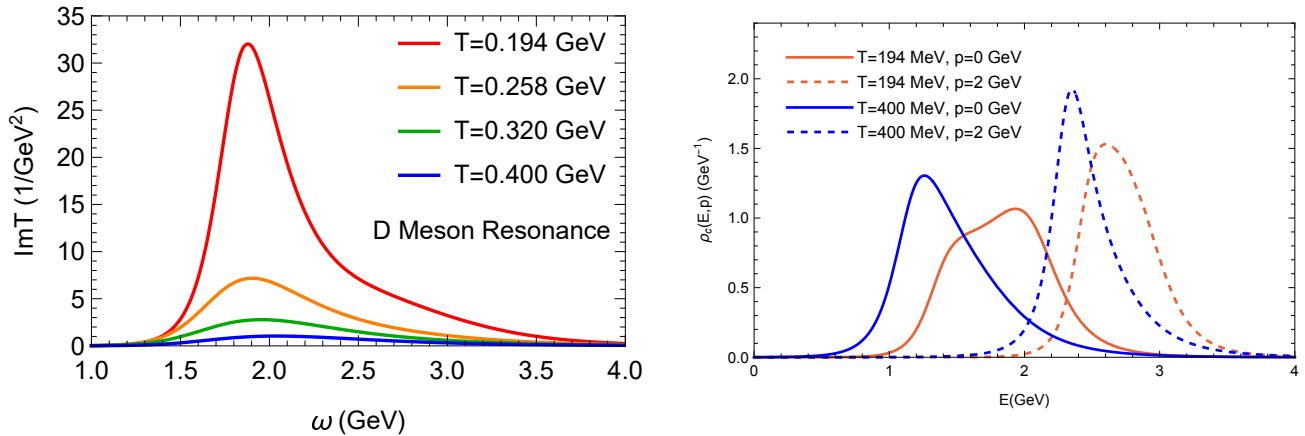 35
30
25
20
15
10
5
0
ImT (1/GeV²)
T=0.194 GeV
T=0.258 GeV
T=0.320 GeV
T=0.400 GeV
D Meson Resonance
1.0 1.5 2.0 2.5 3.0 3.5 4.0
ω (GeV)
2.0
1.5
1.0
0.5
0.0
ρc(E,p) (GeV⁻¹)
T=194 MeV, p=0 GeV
T=194 MeV, p=2 GeV
T=400 MeV, p=0 GeV
T=400 MeV, p=2 GeV
0 1 2 3 4
E(GeV)